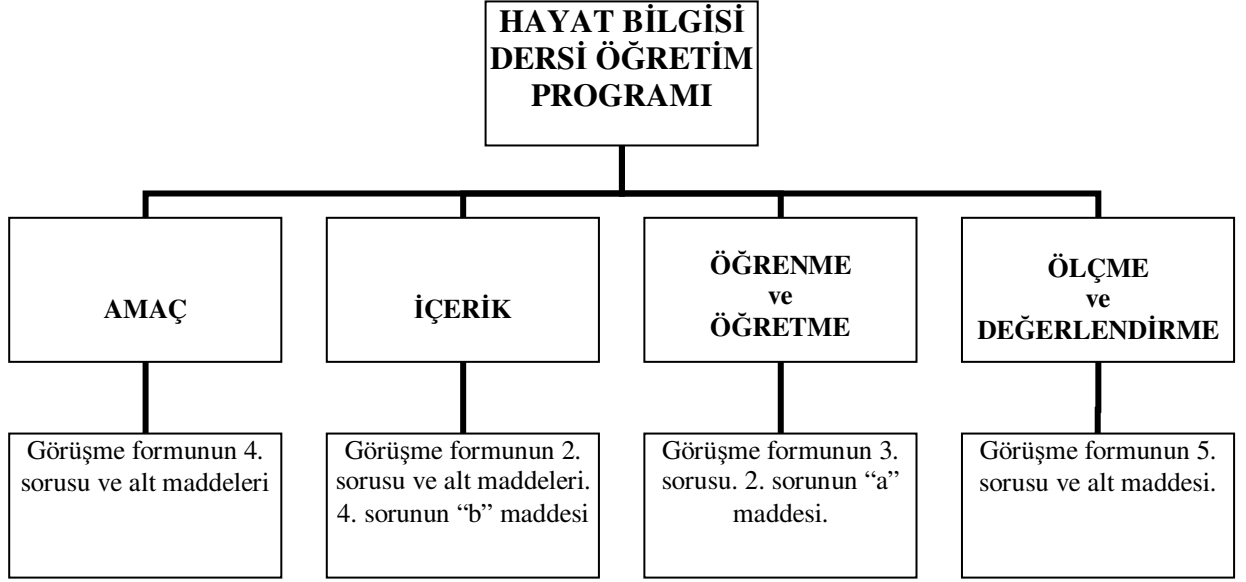 HAYAT BİLGİSİ
DERSİ ÖĞRETİM
PROGRAMI
AMAÇ
İÇERİK
ÖĞRENME
ve
ÖĞRETME
ÖLÇME
ve
DEĞERLENDİRME
Görüşme formunun 4.
sorusu ve alt maddeleri
Görüşme formunun 2.
sorusu ve alt maddeleri.
4. sorunun “b” maddesi
Görüşme formunun 3.
sorusu. 2. sorunun “a”
maddesi.
Görüşme formunun 5.
sorusu ve alt maddesi.